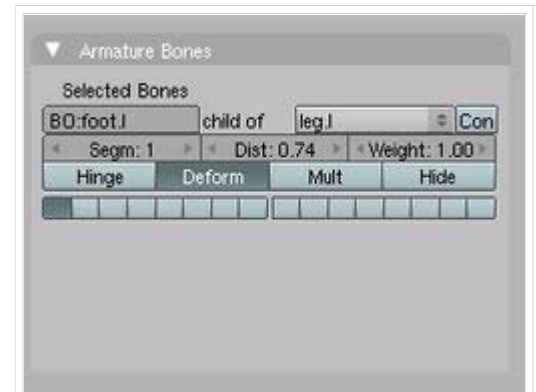 Armature Bones
Selected Bones
BO:foot.l child of leg.l Con
Segm: 1 Dist: 0.74 Weight: 1.00
Hinge Deform Mult Hide